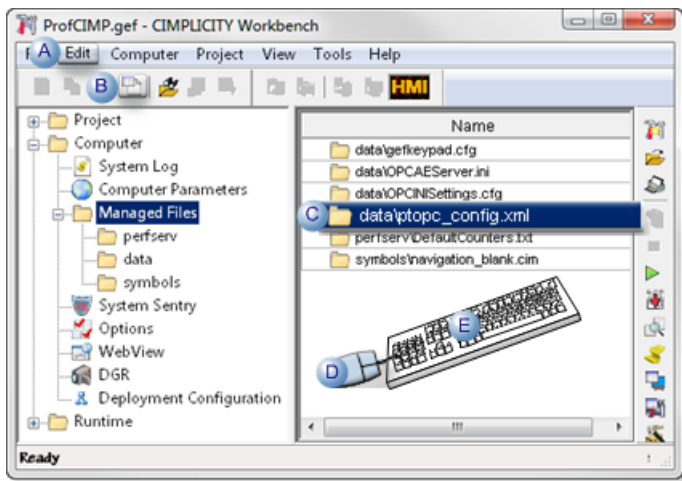 ProfCIMP.gef - CIMPLICITY Workbench
F A Edit Computer Project View Tools Help
B HMI
Project
Computer
System Log
Computer Parameters
Managed Files
perfserv
data
symbols
System Sentry
Options
WebView
DGR
Deployment Configuration
Runtime
Name
data\gefkeypad.cfg
data\OPCAEServer.ini
data\OPCINISettings.cfg
C data\ptopc_config.xml
perfserv\DefaultCounters.txt
symbols\navigation_blank.cim
E
D
Ready